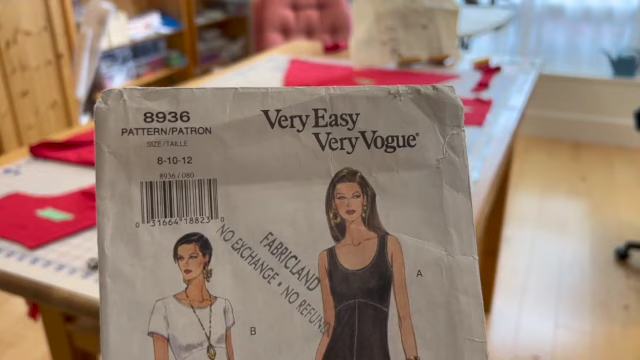 8936
PATTERN/PATRON
SIZE/TAILLE
8-10-12
8936 / 080
0 31664 18823 0
Very Easy
Very Vogue®
FABRICLAND
NO EXCHANGE • NO REFUND
A
B